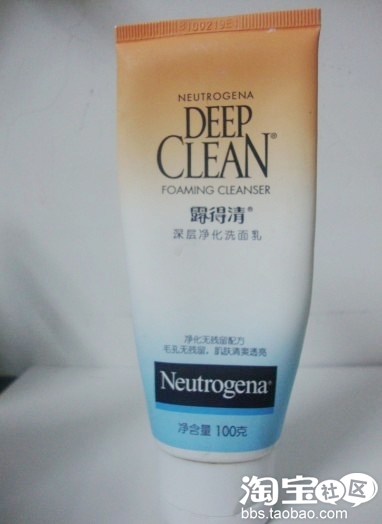 NEUTROGENA
DEEP
CLEAN®
FOAMING CLEANSER
露得清®
深层净化洗面乳
净化无残留配方
毛孔无残留，肌肤清爽透亮
Neutrogena®
净含量 100克
淘宝社区
bbs.taobao.com